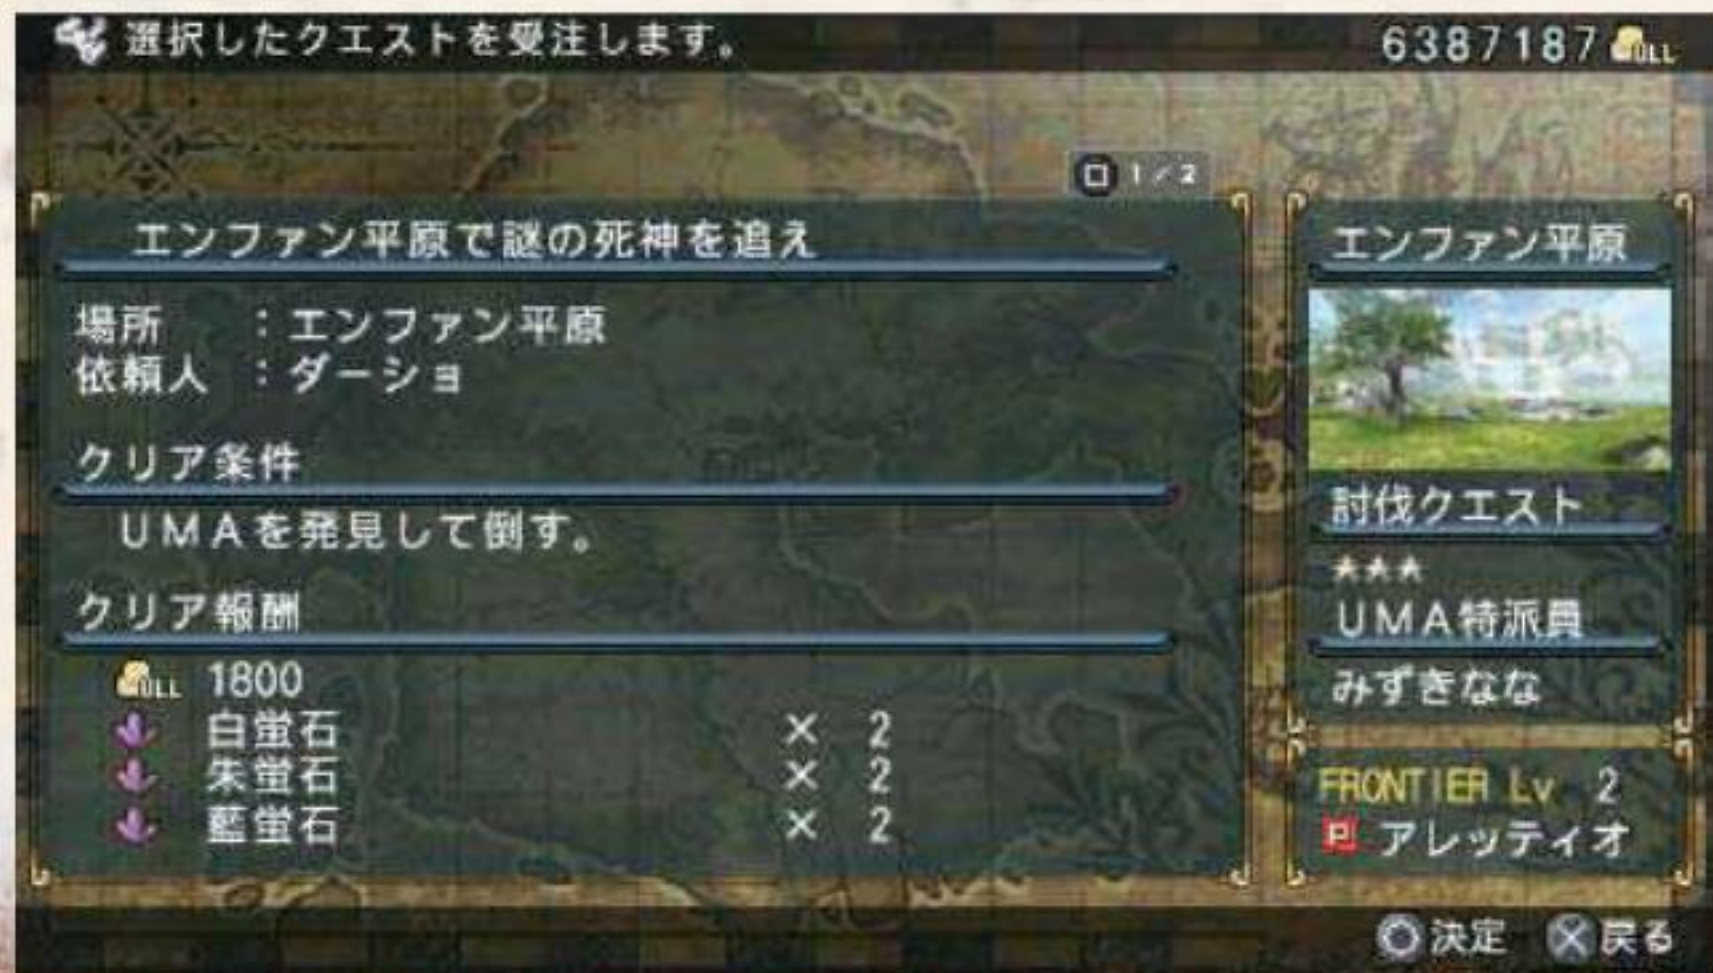 選択したクエストを受注します。
6387187 GULL
□ 1/2
エンファン平原で謎の死神を追え
場所　：エンファン平原
依頼人　：ダーショ
クリア条件
UMAを発見して倒す。
クリア報酬
GULL 1800
白蛍石　× 2
朱蛍石　× 2
藍蛍石　× 2
エンファン平原
討伐クエスト
★★★
UMA特派員
みずきなな
FRONTIER Lv 2
P アレッティオ
○決定　×戻る